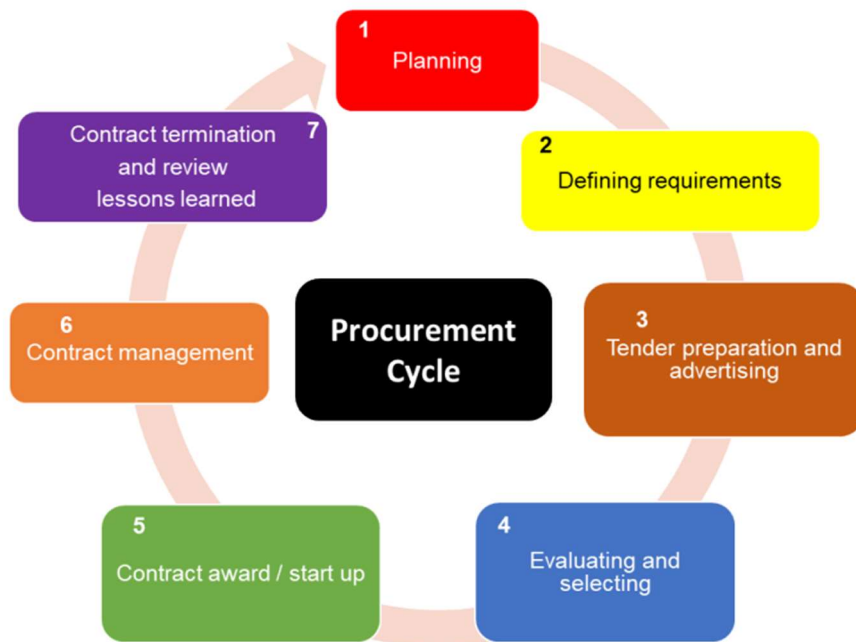 1
Planning
2
Defining requirements
3
Tender preparation and
advertising
4
Evaluating and
selecting
5
Contract award / start up
6
Contract management
7
Contract termination
and review
lessons learned
Procurement
Cycle